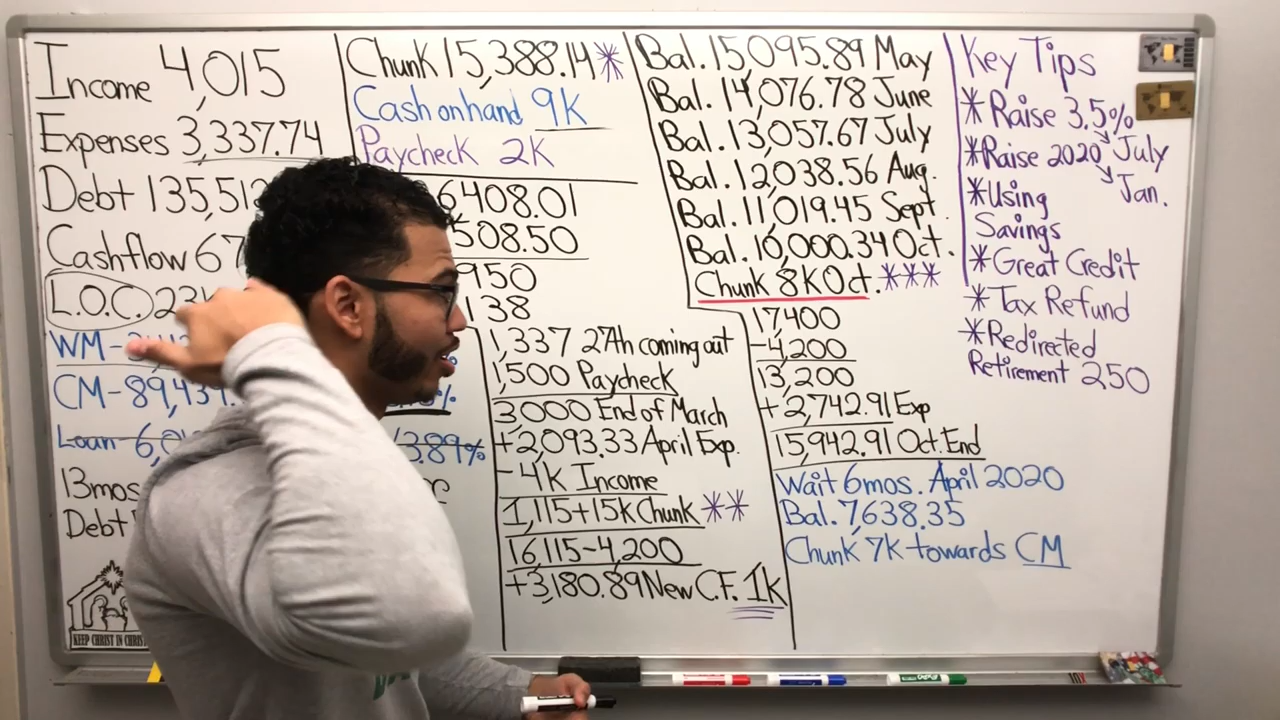 Income 4,015
Expenses 3,337.74
Debt 135,512
Cashflow 67
L.O.C. 23
WM-
CM-89,439.
Loan-6,0
13mos
Debt
KEEP CHRIST IN CHRIS
Chunk 15,388.14*
Cash on hand 9K
Paycheck 2K
6408.01
508.50
950
138
%
13.89%
1,337 27th coming out
1,500 Paycheck
3,000 End of March
+2,093.33 April Exp.
-4K Income
1,115+15K Chunk **
16,115-4,200
+3,180.89 New C.F. 1K
Bal. 15,095.89 May
Bal. 14,076.78 June
Bal. 13,057.67 July
Bal. 12,038.56 Aug.
Bal. 11,019.45 Sept.
Bal. 10,000.34 Oct.
Chunk 8K Oct. ***
17400
-4,200
13,200
+2,742.91 Exp
15,942.91 Oct. End
Wait 6mos. April 2020
Bal. 7,638.35
Chunk 7K towards CM
Key Tips
* Raise 3.5%
July
*Raise 2020
Jan.
*Using
Savings
*Great Credit
*Tax Refund
*Redirected
Retirement 250